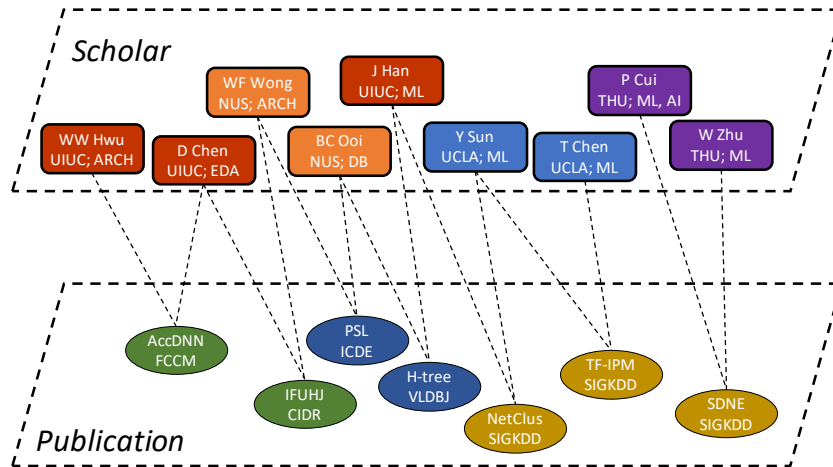 Scholar
WW Hwu
UIUC; ARCH
D Chen
UIUC; EDA
WF Wong
NUS; ARCH
BC Ooi
NUS; DB
J Han
UIUC; ML
Y Sun
UCLA; ML
T Chen
UCLA; ML
P Cui
THU; ML, AI
W Zhu
THU; ML
AccDNN
FCCM
IFUHJ
CIDR
PSL
ICDE
H-tree
VLDBJ
NetClus
SIGKDD
TF-IPM
SIGKDD
SDNE
SIGKDD
Publication